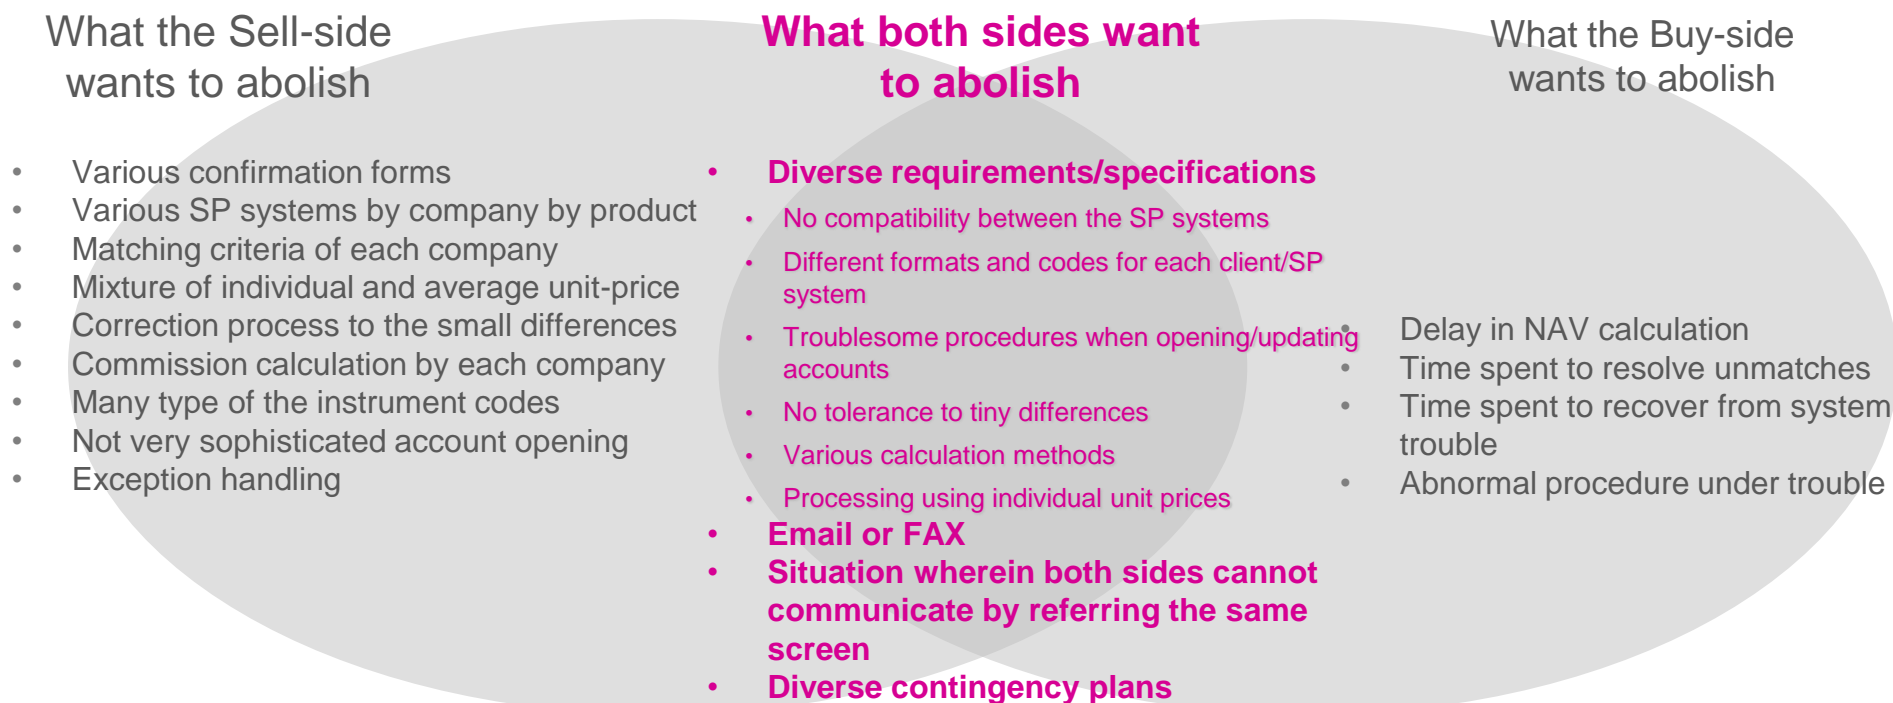 What the Sell-side
wants to abolish
• Various confirmation forms
• Various SP systems by company by product
• Matching criteria of each company
• Mixture of individual and average unit-price
• Correction process to the small differences
• Commission calculation by each company
• Many type of the instrument codes
• Not very sophisticated account opening
• Exception handling
What both sides want
to abolish
• Diverse requirements/specifications
• No compatibility between the SP systems
• Different formats and codes for each client/SP
system
• Troublesome procedures when opening/updating
accounts
• No tolerance to tiny differences
• Various calculation methods
• Processing using individual unit prices
• Email or FAX
• Situation wherein both sides cannot
communicate by referring the same
screen
• Diverse contingency plans
What the Buy-side
wants to abolish
• Delay in NAV calculation
• Time spent to resolve unmatches
• Time spent to recover from system
trouble
• Abnormal procedure under trouble